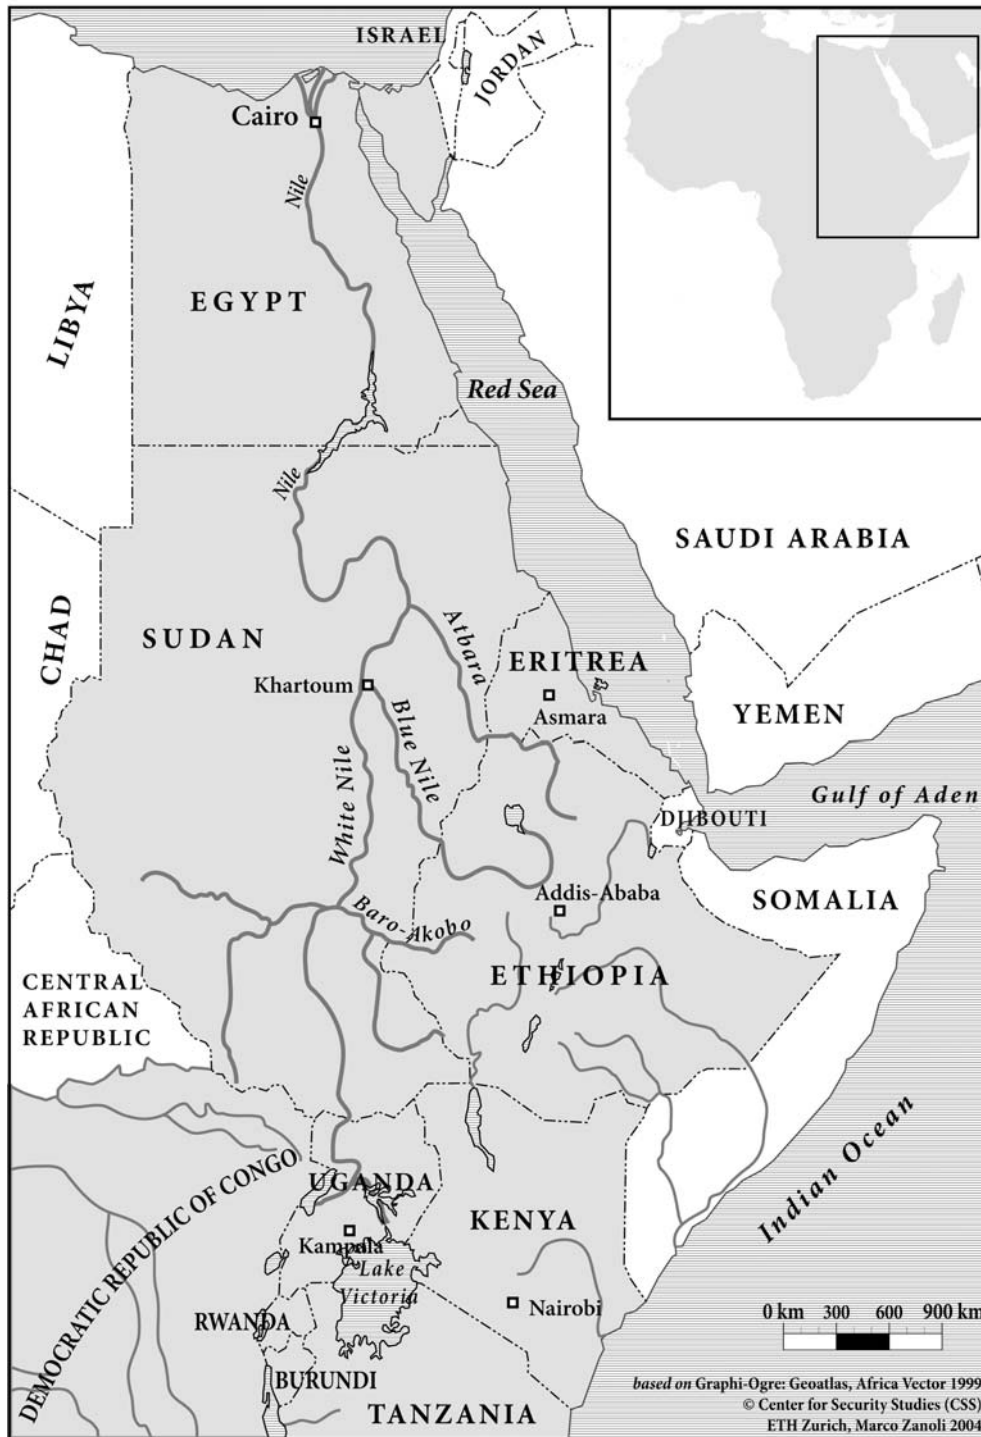 ISRAEL
JORDAN
Cairo
Nile
EGYPT
LIBYA
Red Sea
Nile
SAUDI ARABIA
CHAD
SUDAN
Atbara
ERITREA
Khartoum
Asmara
YEMEN
Blue Nile
White Nile
Gulf of Aden
DJIBOUTI
Addis-Ababa
SOMALIA
Baro-Akobo
ETHIOPIA
CENTRAL
AFRICAN
REPUBLIC
Indian Ocean
DEMOCRATIC REPUBLIC OF CONGO
UGANDA
KENYA
Kampala
Lake
Victoria
Nairobi
RWANDA
0 km 300 600 900 km
BURUNDI
TANZANIA
based on Graphi-Ogre: Geoatlas, Africa Vector 1999
© Center for Security Studies (CSS)
ETH Zurich, Marco Zanoli 2004